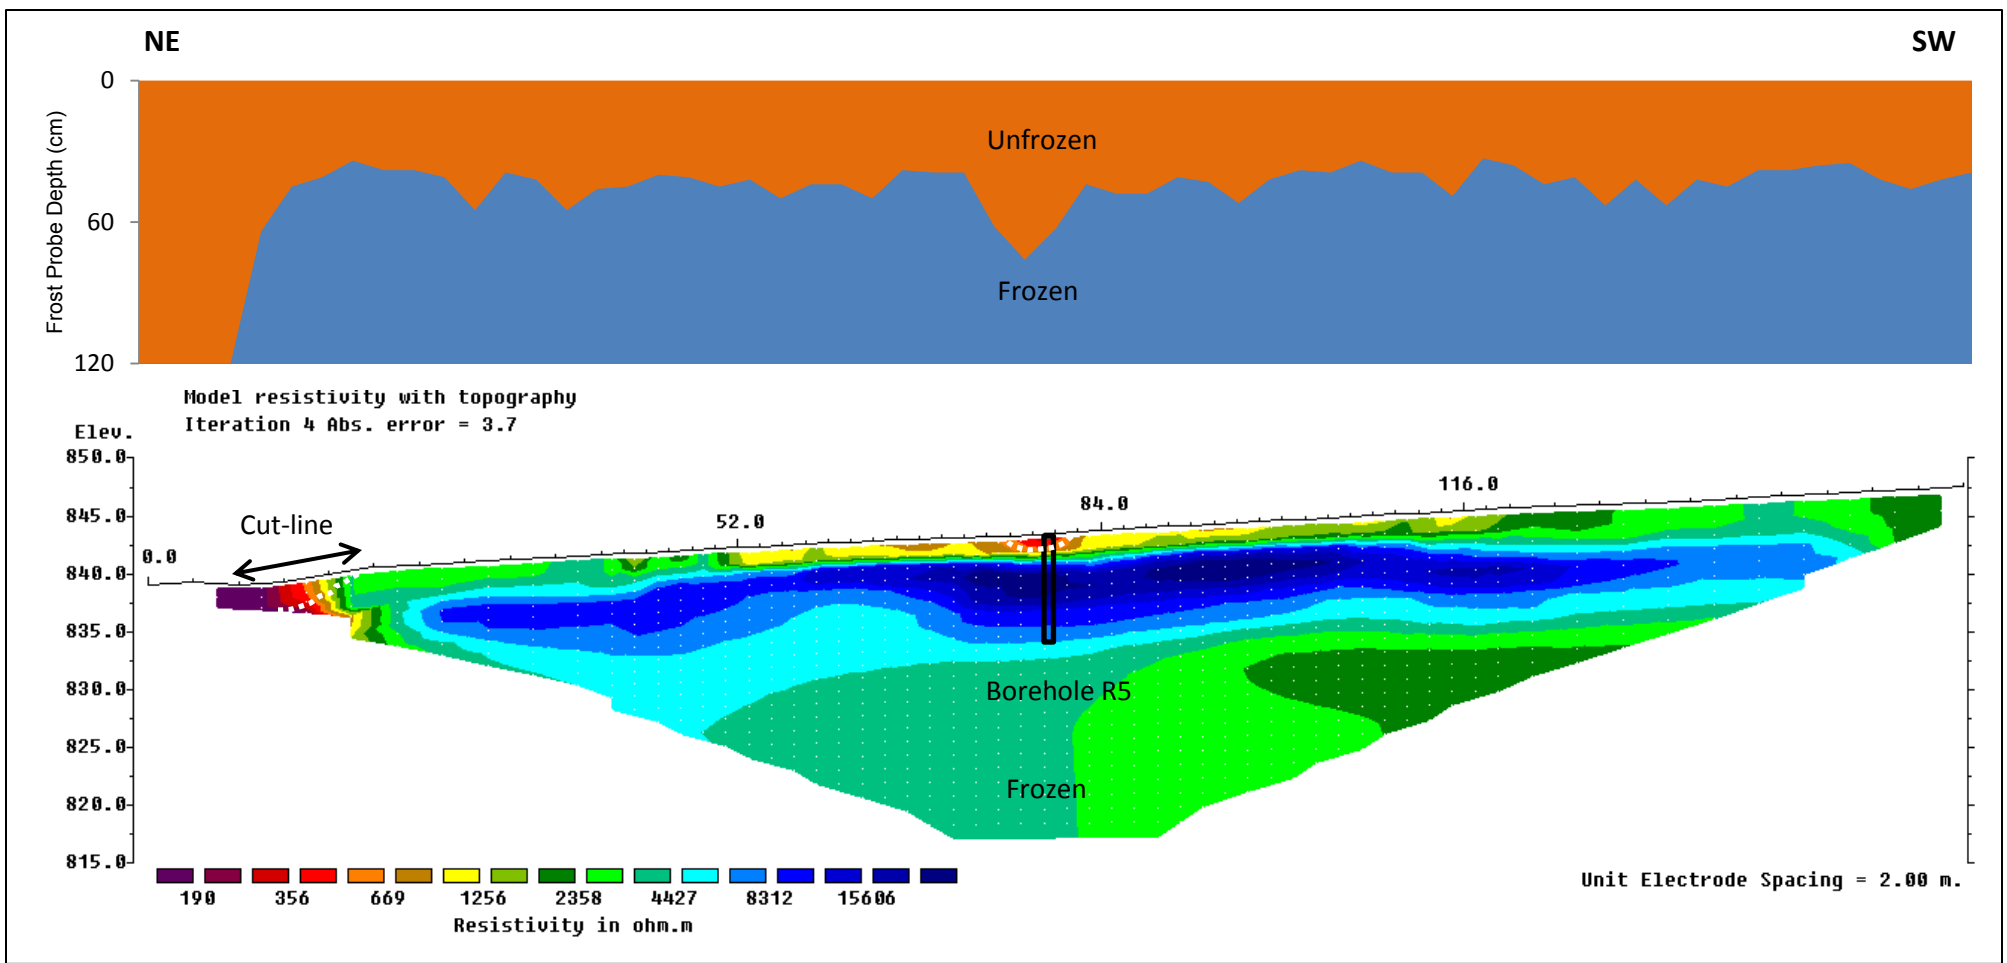 NE
SW
0
Unfrozen
Frost Probe Depth (cm)
60
Frozen
120
Model resistivity with topography
Iteration 4 Abs. error = 3.7
Elev.
850.0
116.0
84.0
845.0
Cut-line
52.0
0.0
840.0
835.0
830.0
Borehole R5
825.0
Frozen
820.0
815.0
190 356 669 1256 2358 4427 8312 15606
Unit Electrode Spacing = 2.00 m.
Resistivity in ohm.m